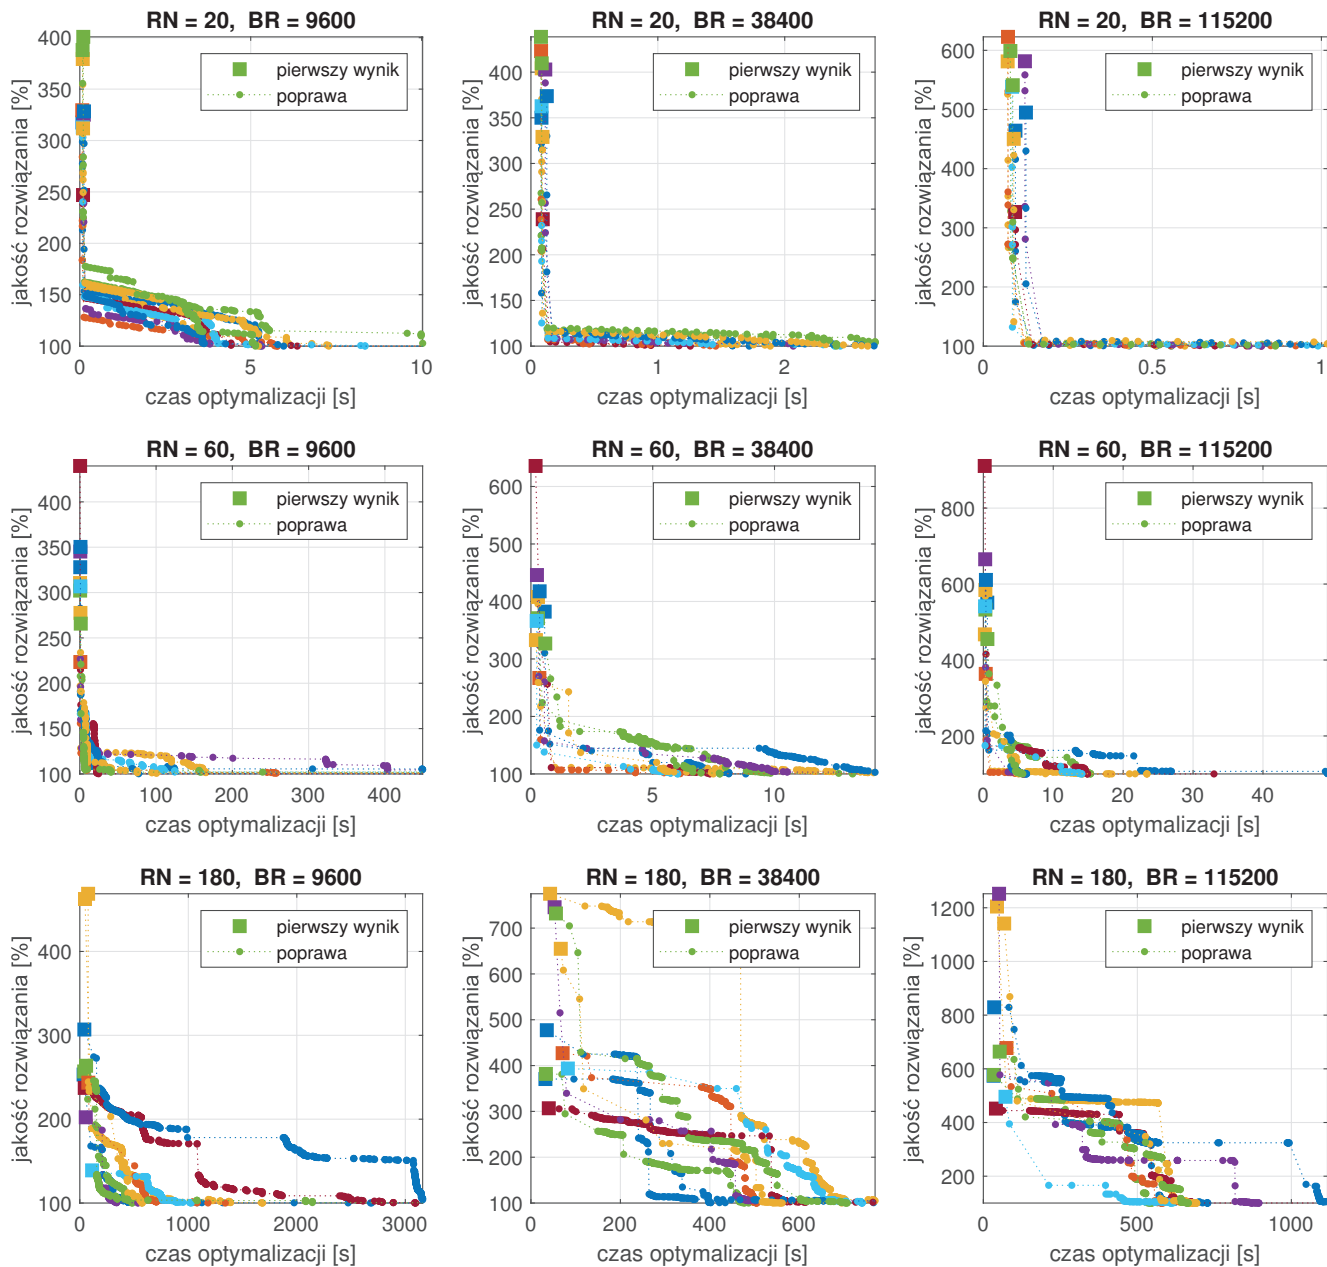 RN = 20,  BR = 9600
jakość rozwiązania [%]
400
350
300
250
200
150
100
pierwszy wynik
poprawa
0
5
10
czas optymalizacji [s]
RN = 20,  BR = 38400
jakość rozwiązania [%]
400
350
300
250
200
150
100
pierwszy wynik
poprawa
0
1
2
czas optymalizacji [s]
RN = 20,  BR = 115200
jakość rozwiązania [%]
600
500
400
300
200
100
pierwszy wynik
poprawa
0
0.5
1
czas optymalizacji [s]
RN = 60,  BR = 9600
jakość rozwiązania [%]
400
350
300
250
200
150
100
pierwszy wynik
poprawa
0
100
200
300
400
czas optymalizacji [s]
RN = 60,  BR = 38400
jakość rozwiązania [%]
600
500
400
300
200
100
pierwszy wynik
poprawa
0
5
10
czas optymalizacji [s]
RN = 60,  BR = 115200
jakość rozwiązania [%]
800
600
400
200
pierwszy wynik
poprawa
0
10
20
30
40
czas optymalizacji [s]
RN = 180,  BR = 9600
jakość rozwiązania [%]
400
300
200
100
pierwszy wynik
poprawa
0
1000
2000
3000
czas optymalizacji [s]
RN = 180,  BR = 38400
jakość rozwiązania [%]
700
600
500
400
300
200
100
pierwszy wynik
poprawa
0
200
400
600
czas optymalizacji [s]
RN = 180,  BR = 115200
jakość rozwiązania [%]
1200
1000
800
600
400
200
pierwszy wynik
poprawa
0
500
1000
czas optymalizacji [s]